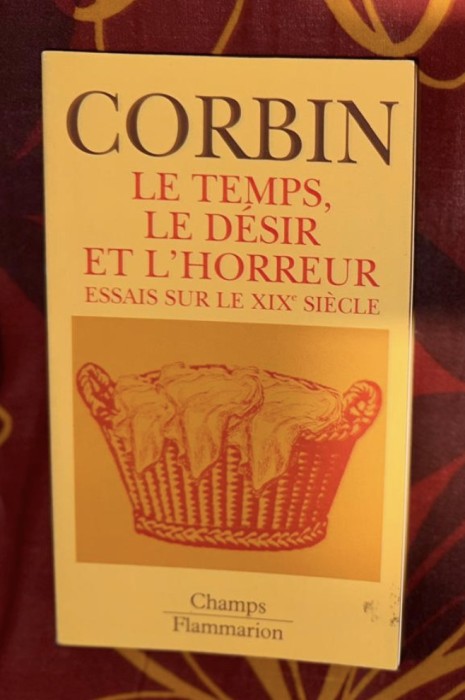 CORBIN
LE TEMPS,
LE DÉSIR
ET L'HORREUR
ESSAIS SUR LE XIXe SIÈCLE
Champs
Flammarion